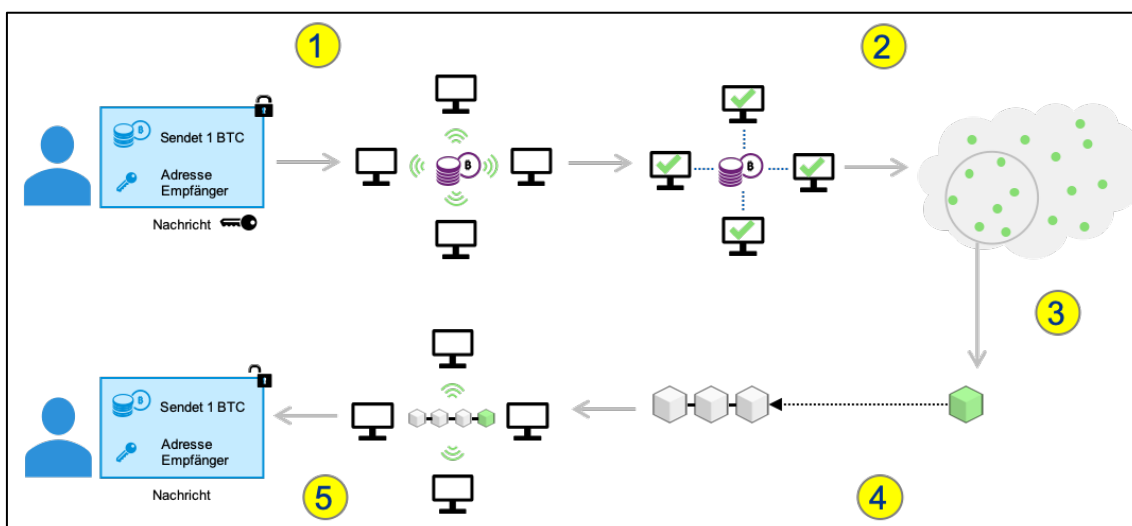 1
2
Sendet 1 BTC
Adresse
Empfänger
Nachricht
B
B
B
3
Sendet 1 BTC
Adresse
Empfänger
Nachricht
B
5
4